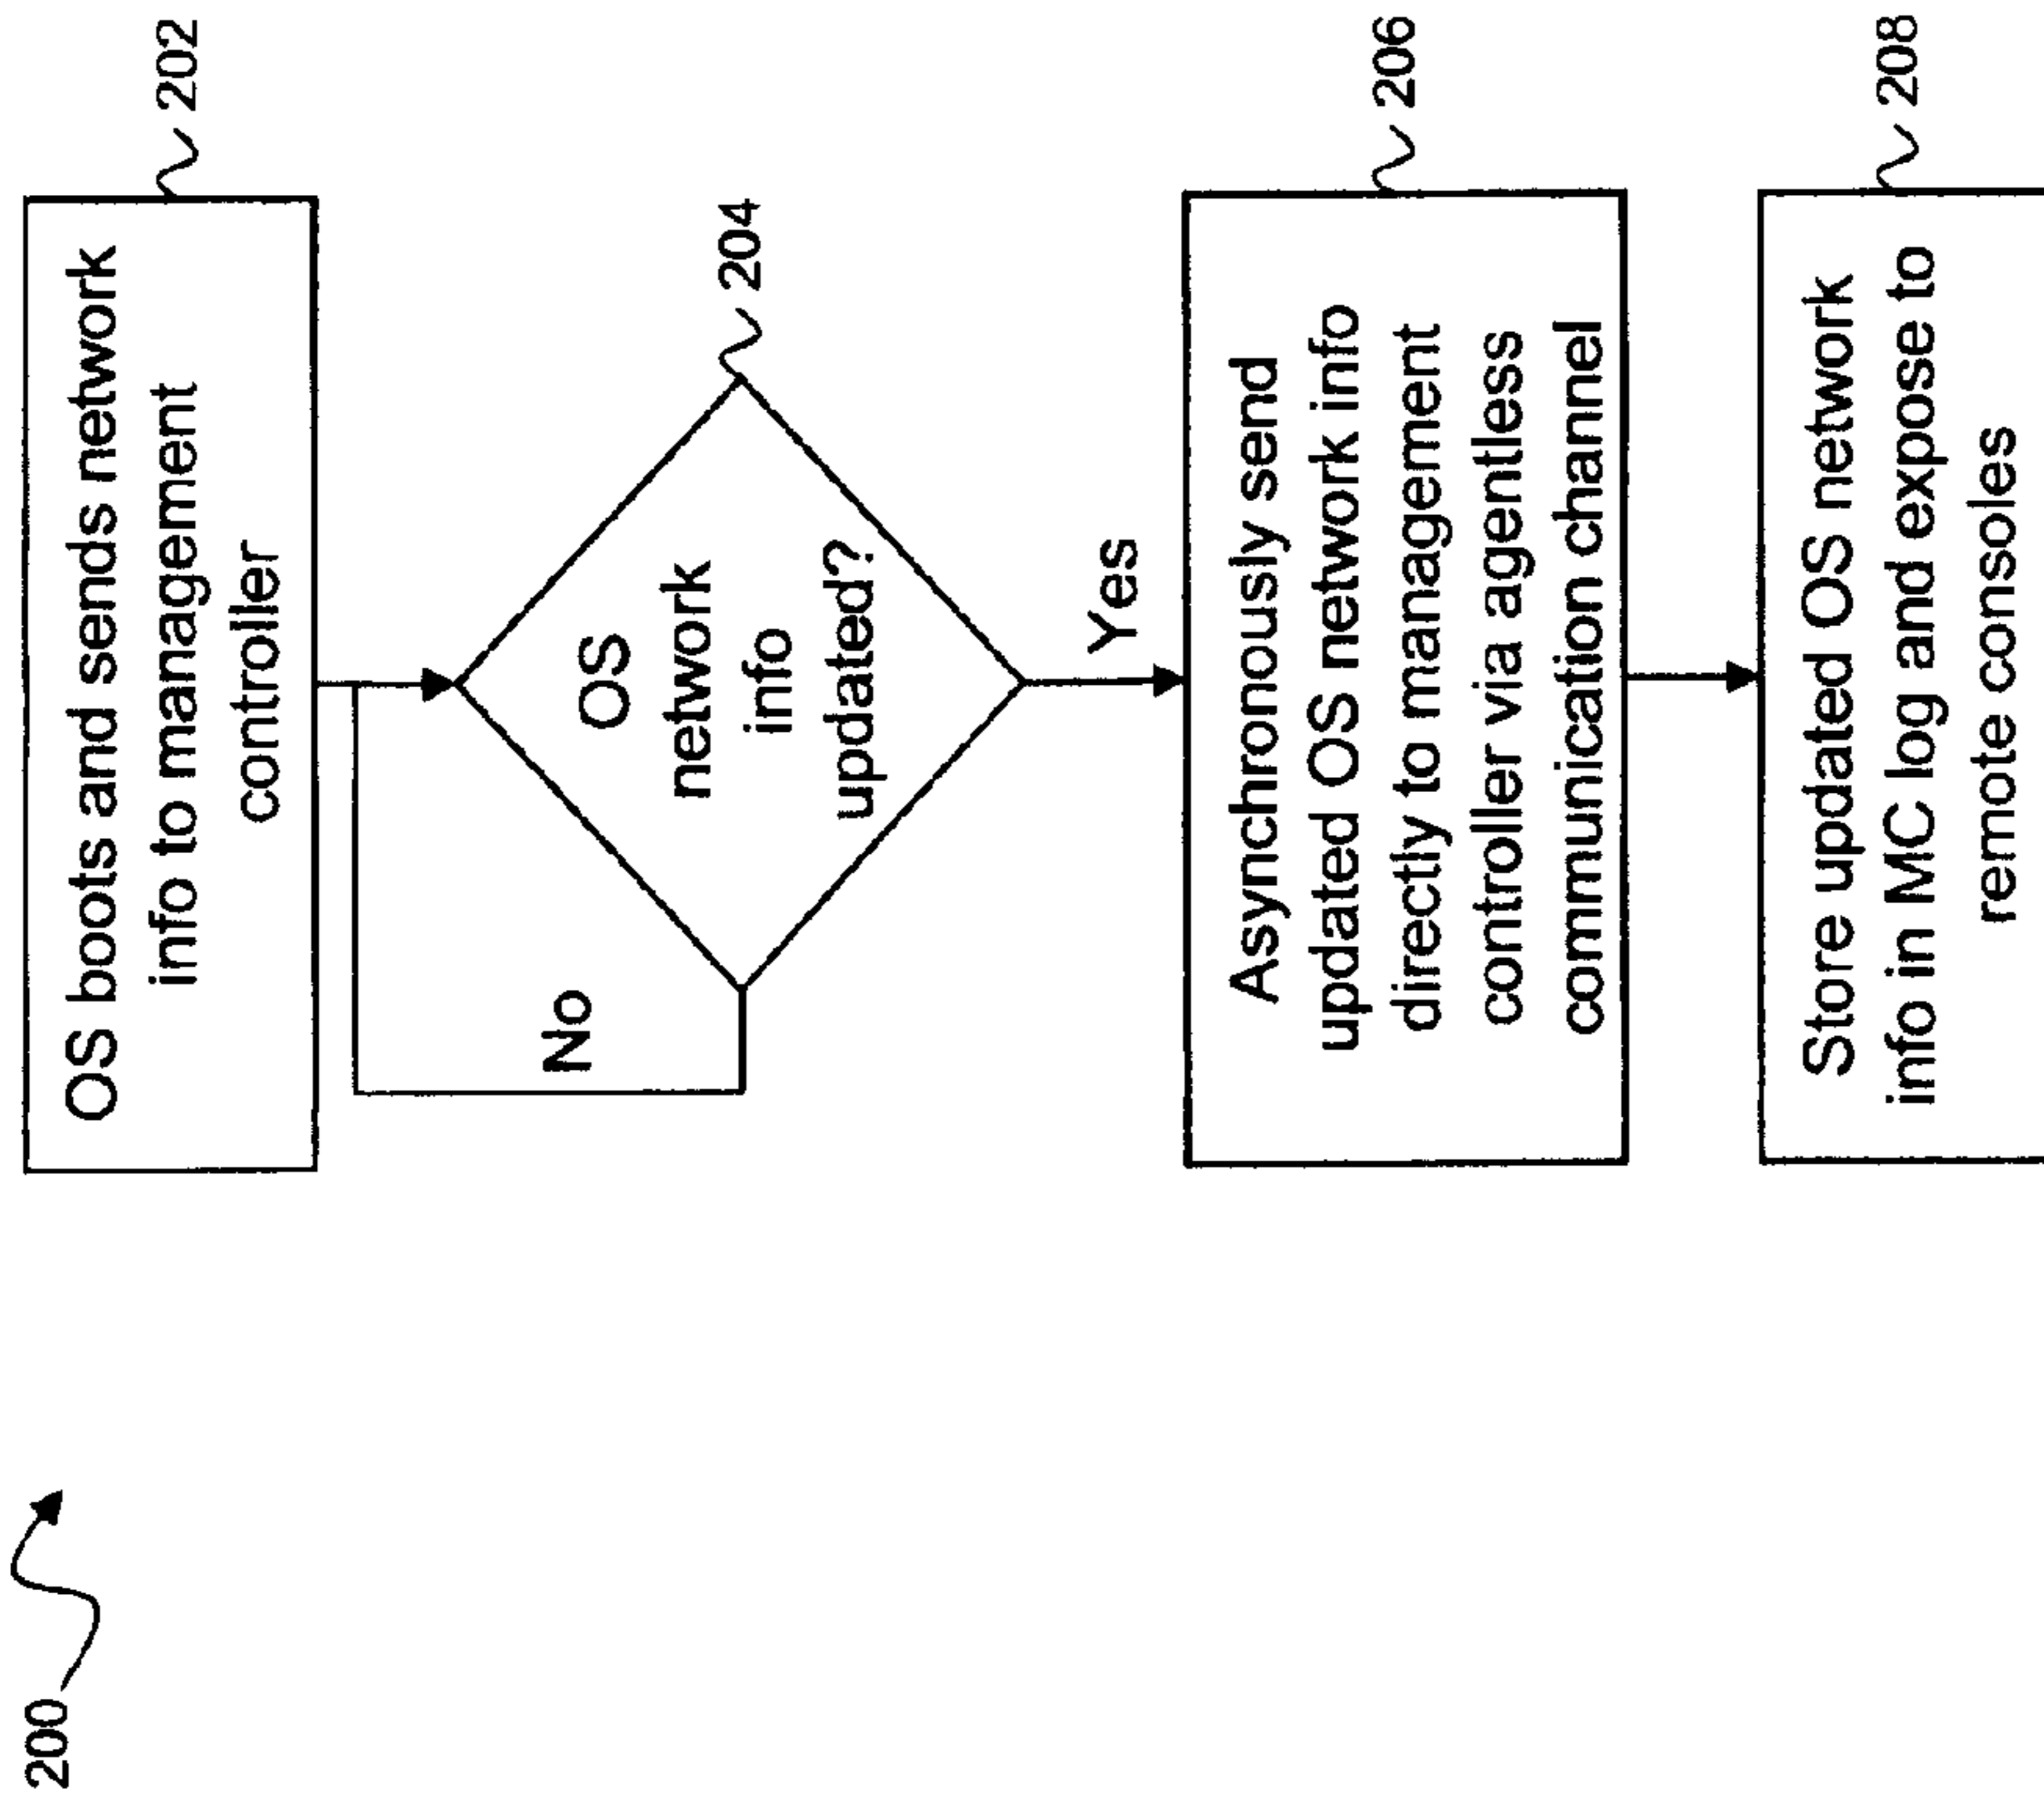 200
OS boots and sends network
info to management
controller
202
OS
network
info
updated?
204
No
Yes
Asynchronously send
updated OS network info
directly to management
controller via agentless
communication channel
206
Store updated OS network
info in MC log and expose to
remote consoles
208